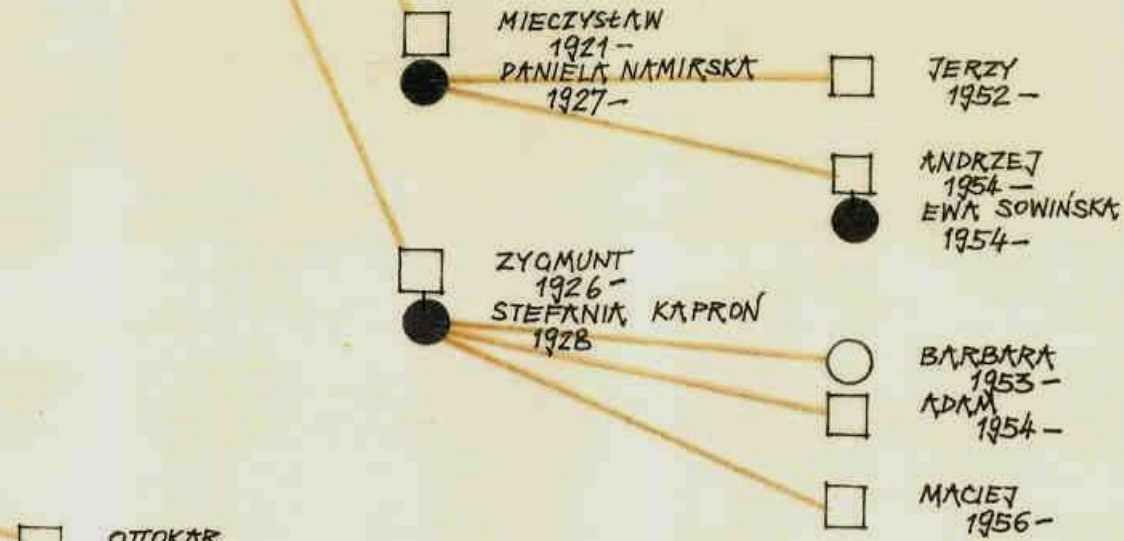 MIECZYSŁAW
1921-
DANIELA NAMIRSKA
1927-
JERZY
1952-
ANDRZEJ
1954-
EWA SOWIŃSKA
1954-
ZYGMUNT
1926-
STEFANIA KAPROŃ
1928
BARBARA
1953-
ADAM
1954-
MACIEJ
1956-
OTTOKAR